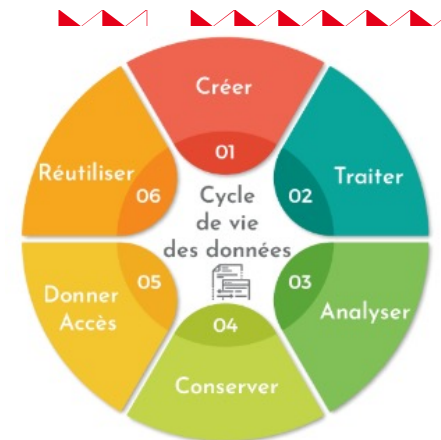 Créer
01
Traiter
02
Analyser
03
Conserver
04
Donner
Accès
05
Réutiliser
06
Cycle
de vie
des données